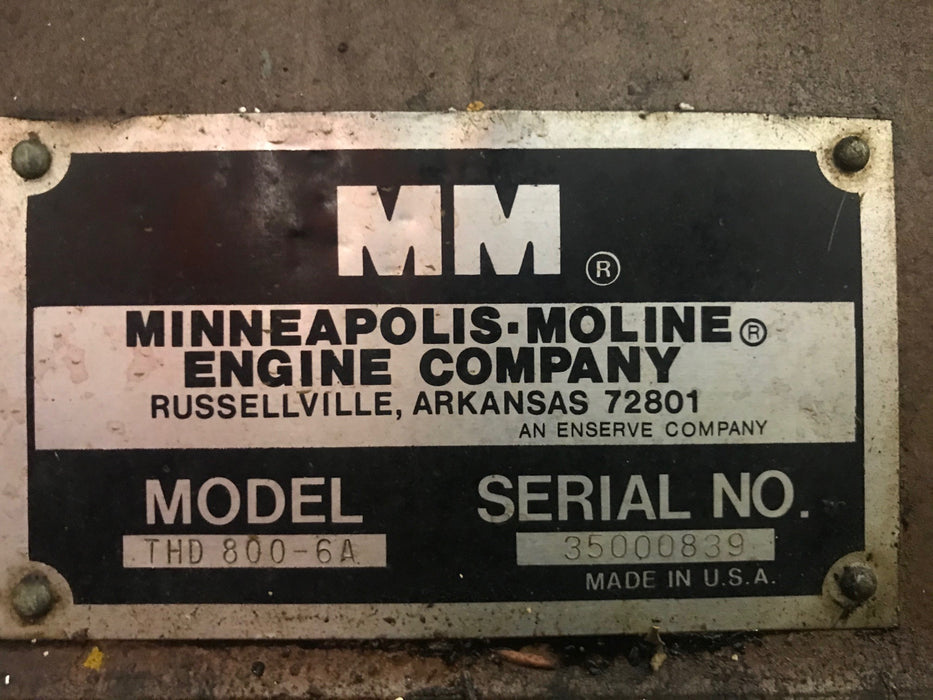 MM®
MINNEAPOLIS-MOLINE®
ENGINE COMPANY
RUSSELLVILLE, ARKANSAS 72801
AN ENSERVE COMPANY
MODEL SERIAL NO.
THD 800-6A 35000839
MADE IN U.S.A.